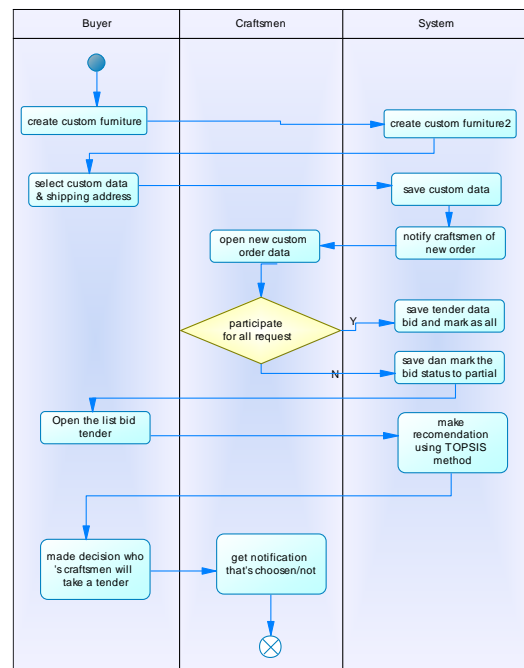 Buyer
Craftsmen
System
create custom furniture
create custom furniture2
select custom data
& shipping address
save custom data
open new custom
order data
notify craftsmen of
new order
participate
for all request
Y
save tender data
bid and mark as all
N
save dan mark the
bid status to partial
Open the list bid
tender
make
recomendation
using TOPSIS
method
made decision who
's craftsmen will
take a tender
get notification
that's choosen/not